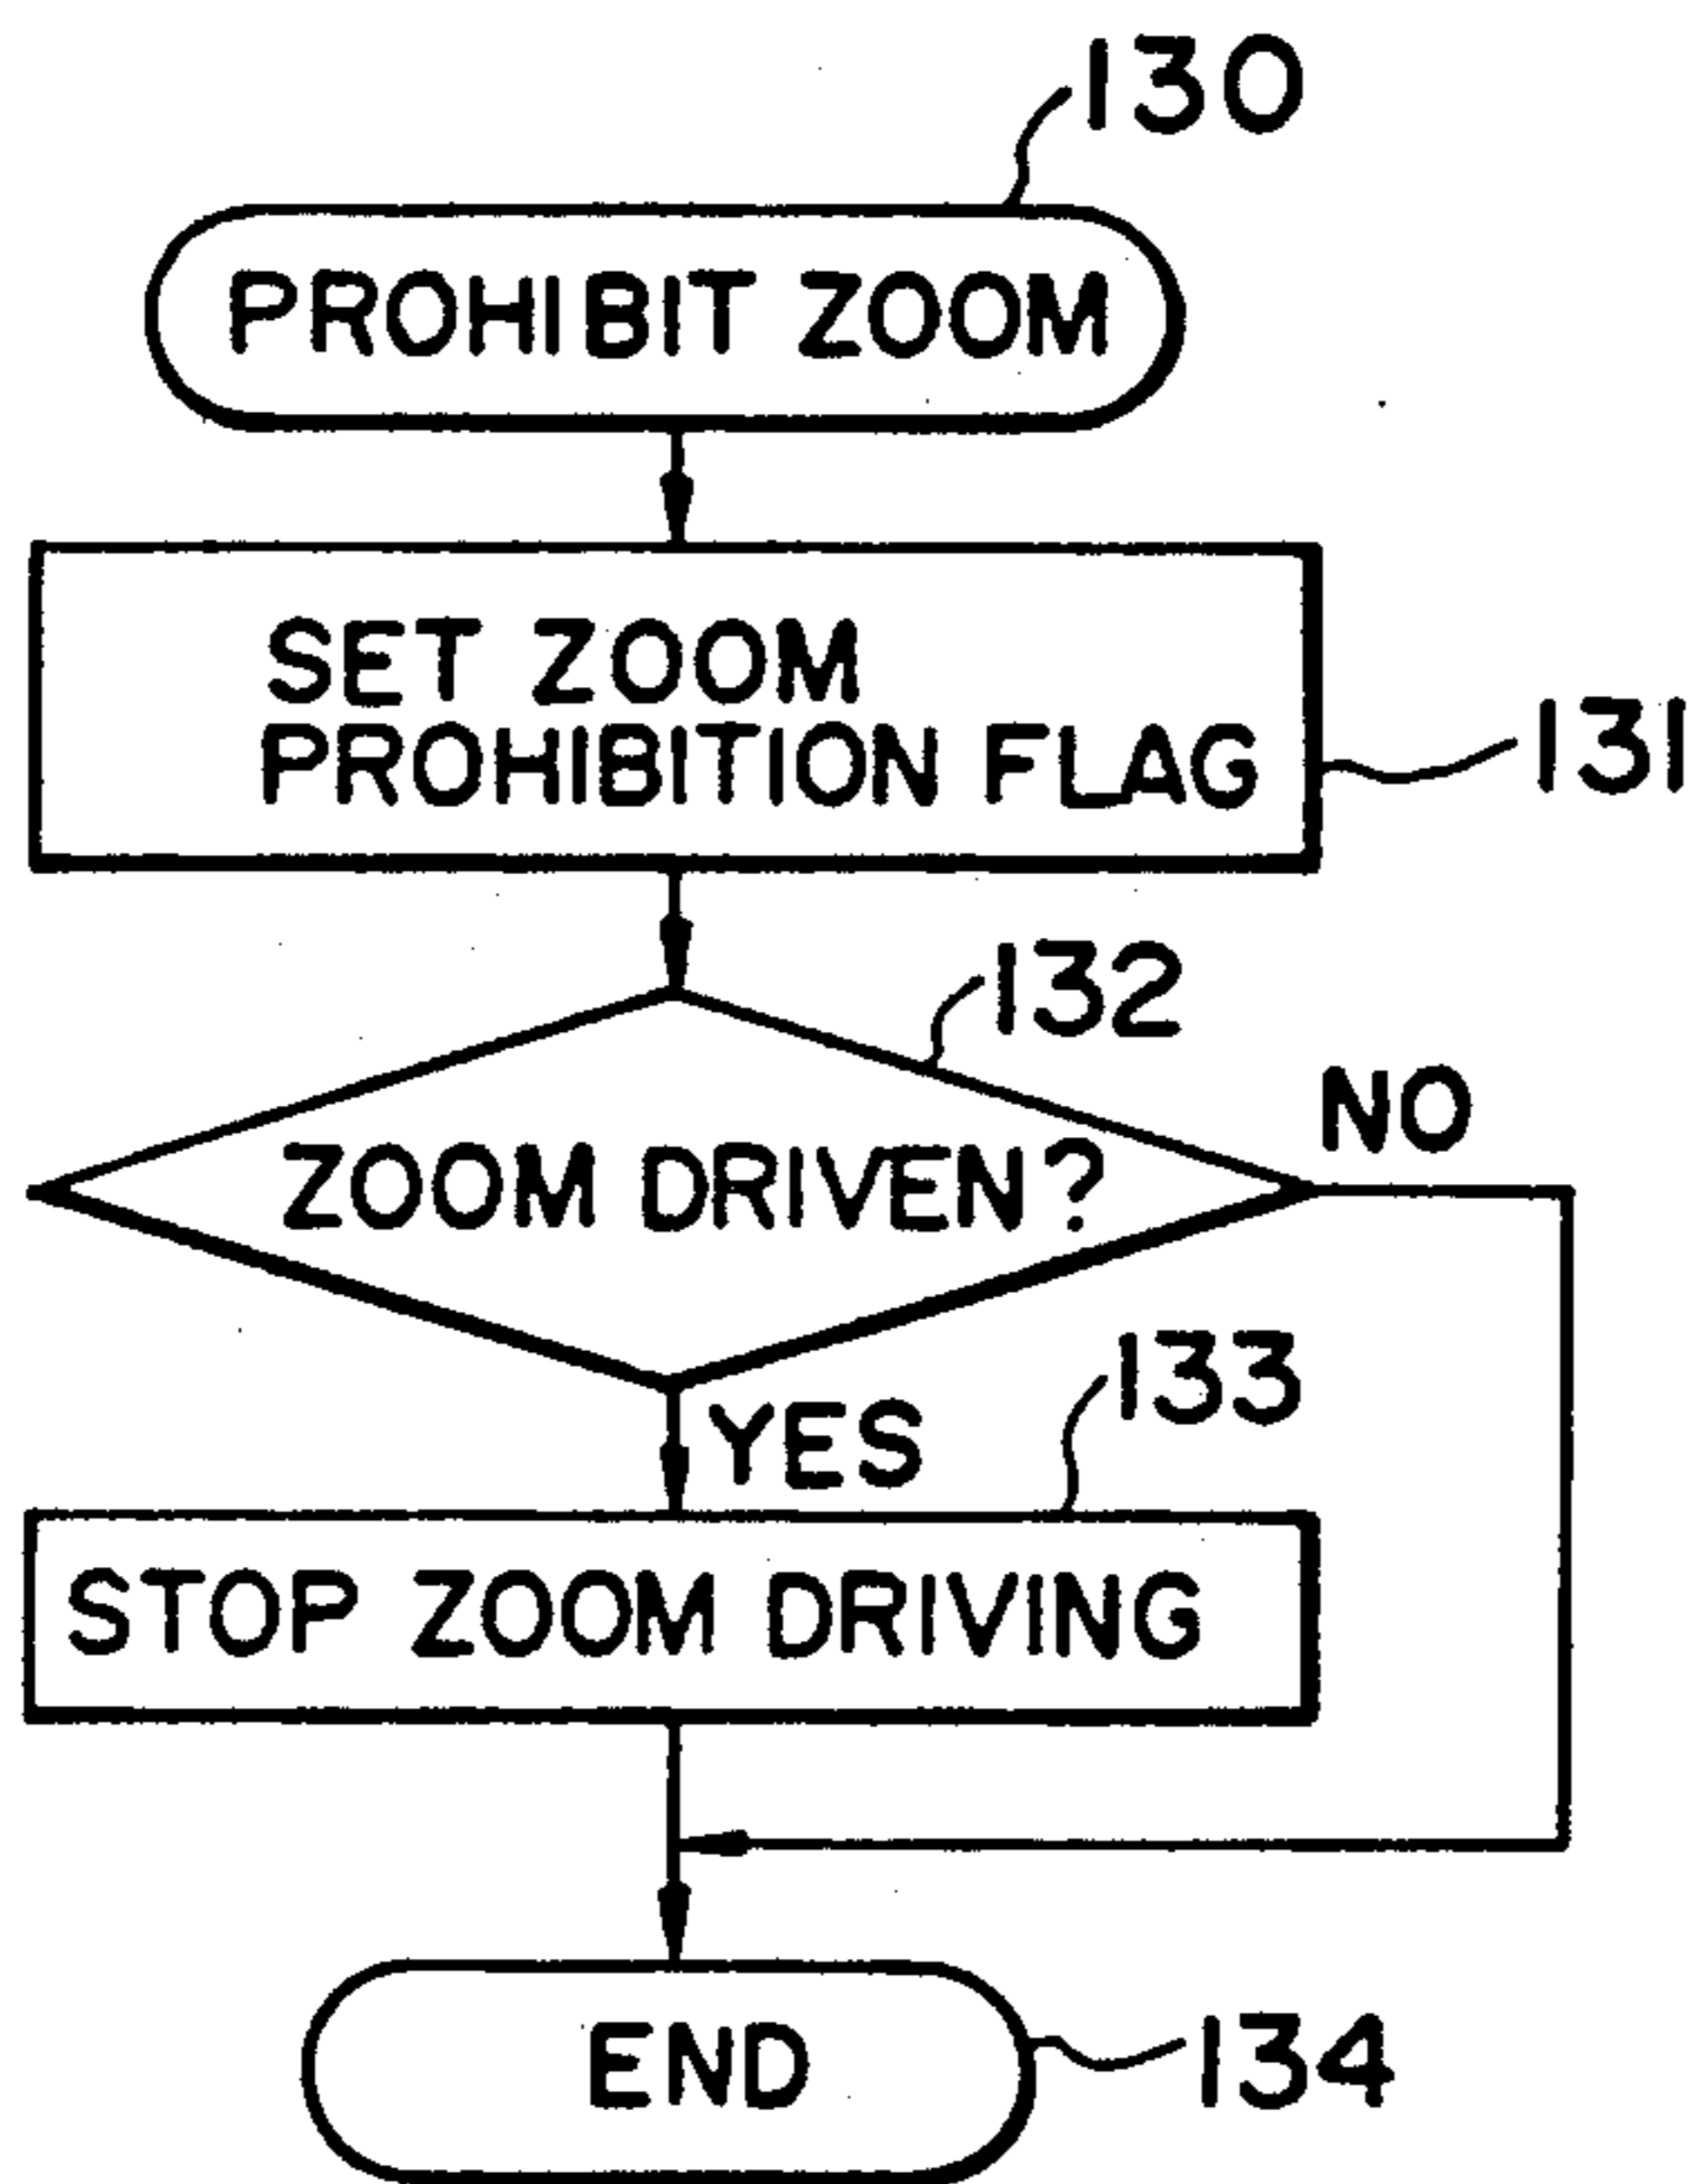 130
PROHIBIT ZOOM
SET ZOOM
PROHIBITION FLAG
131
132
NO
ZOOM DRIVEN?
133
YES
STOP ZOOM DRIVING
END
134